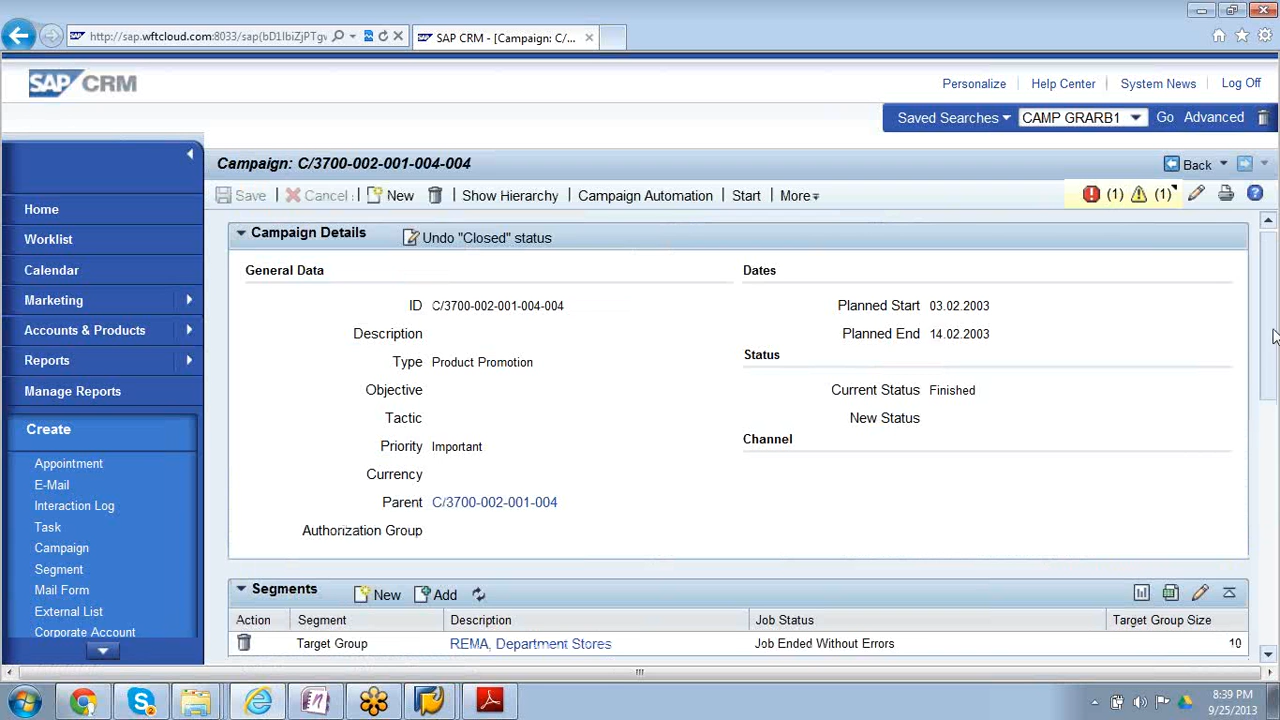 http://sap.wftcloud.com:8033/sap(bD1lbiZjPTgv
SAP CRM - [Campaign: C/...
SAP CRM
Personalize Help Center System News Log Off
Saved Searches CAMP GRARB1 Go Advanced
Campaign: C/3700-002-001-004-004
Back
Save Cancel New Show Hierarchy Campaign Automation Start More
(1) (1)
Home
Worklist
Calendar
Marketing
Accounts & Products
Reports
Manage Reports
Create
Appointment
E-Mail
Interaction Log
Task
Campaign
Segment
Mail Form
External List
Corporate Account
Campaign Details Undo "Closed" status
General Data
ID C/3700-002-001-004-004
Description
Type Product Promotion
Objective
Tactic
Priority Important
Currency
Parent C/3700-002-001-004
Authorization Group
Dates
Planned Start 03.02.2003
Planned End 14.02.2003
Status
Current Status Finished
New Status
Channel
Segments New Add
Action Segment Description Job Status Target Group Size
Target Group REMA, Department Stores Job Ended Without Errors 10
8:39 PM
9/25/2013